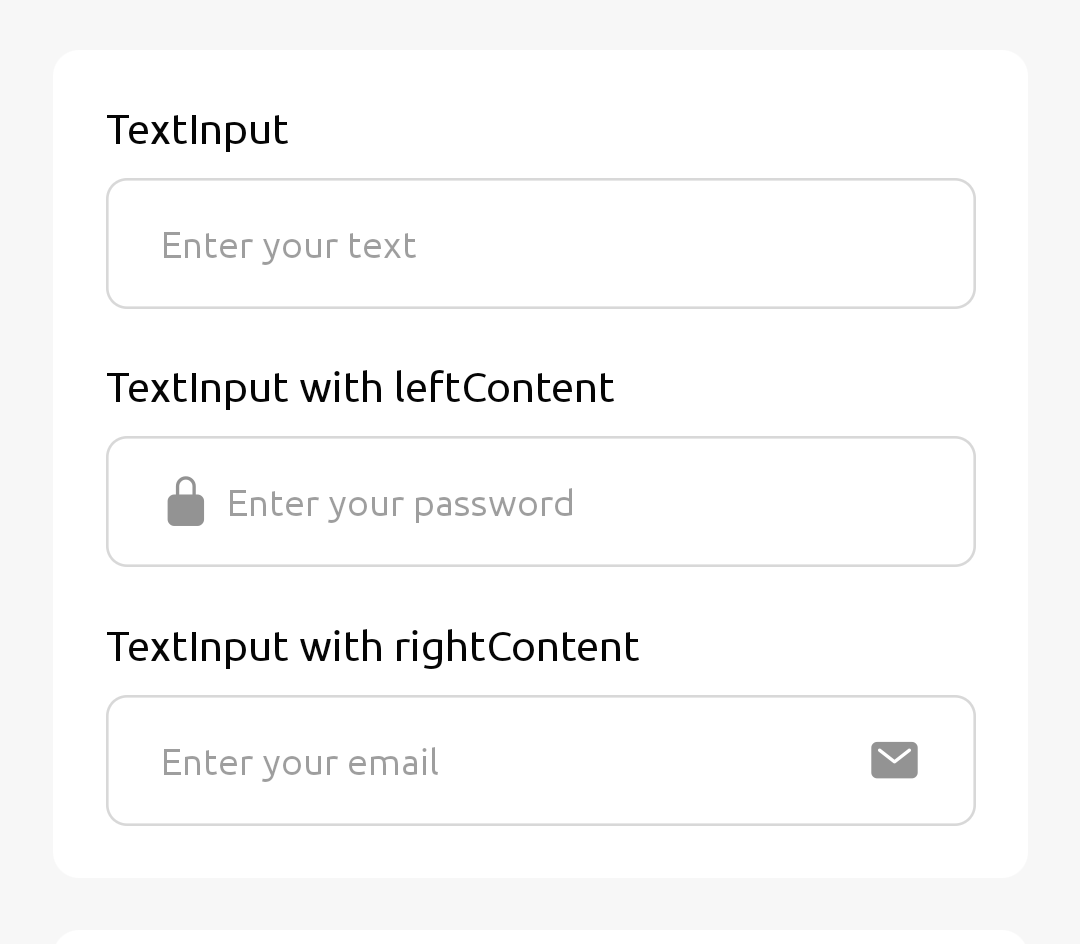 TextInput
Enter your text
TextInput with leftContent
Enter your password
TextInput with rightContent
Enter your email